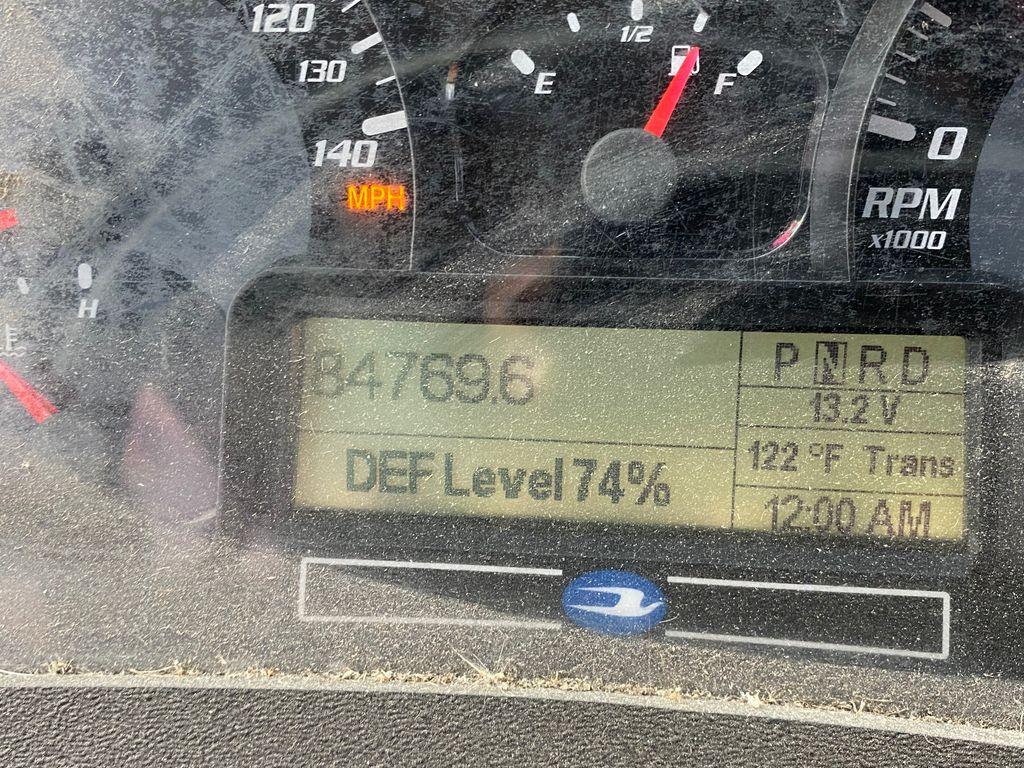 120
130
140
MPH
E
1/2
F
0
RPM
x1000
H
84769.6
DEF Level 74%
P N R D
13.2 V
122 °F Trans
12:00 AM